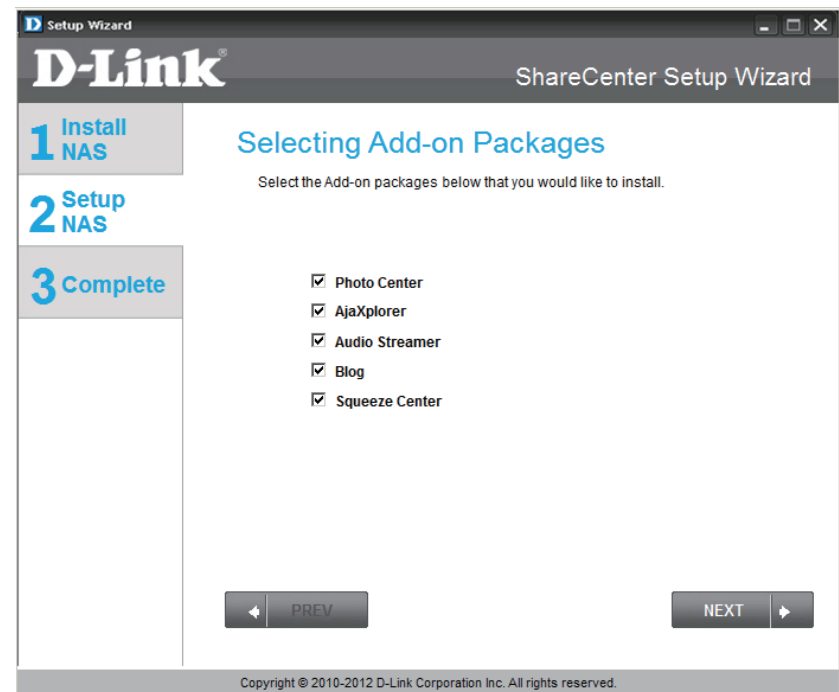 Setup Wizard
D-Link®
ShareCenter Setup Wizard
1 Install NAS
2 Setup NAS
3 Complete
Selecting Add-on Packages
Select the Add-on packages below that you would like to install.
Photo Center
AjaXplorer
Audio Streamer
Blog
Squeeze Center
PREV
NEXT
Copyright © 2010-2012 D-Link Corporation Inc. All rights reserved.